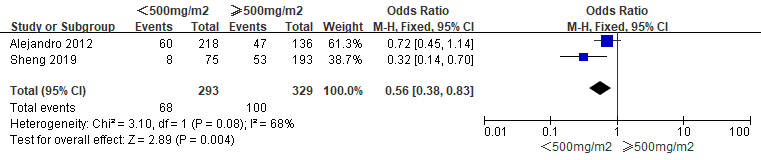 <500mg/m2 ⩾500mg/m2 Odds Ratio Odds Ratio
Study or Subgroup Events Total Events Total Weight M-H, Fixed, 95% CI M-H, Fixed, 95% CI
Alejandro 2012 60 218 47 136 61.3% 0.72 [0.45, 1.14]
Sheng 2019 8 75 53 193 38.7% 0.32 [0.14, 0.70]
Total (95% CI) 293 329 100.0% 0.56 [0.38, 0.83]
Total events 68 100
Heterogeneity: Chi² = 3.10, df = 1 (P = 0.08); I² = 68%
Test for overall effect: Z = 2.89 (P = 0.004)
0.01 0.1 1 10 100
<500mg/m2 ⩾500mg/m2